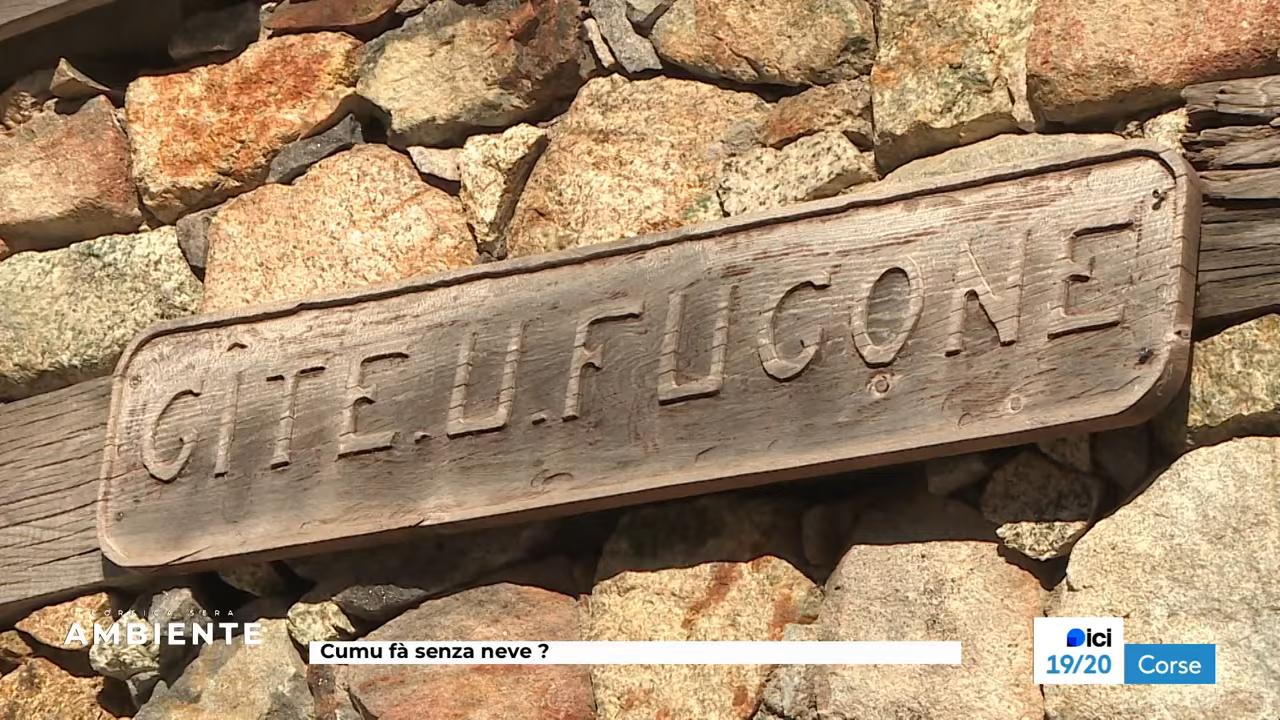 GÎTE.U.FUCONE
CORSICA SERA
AMBIENTE
Cumu fà senza neve ?
ici
19/20
Corse